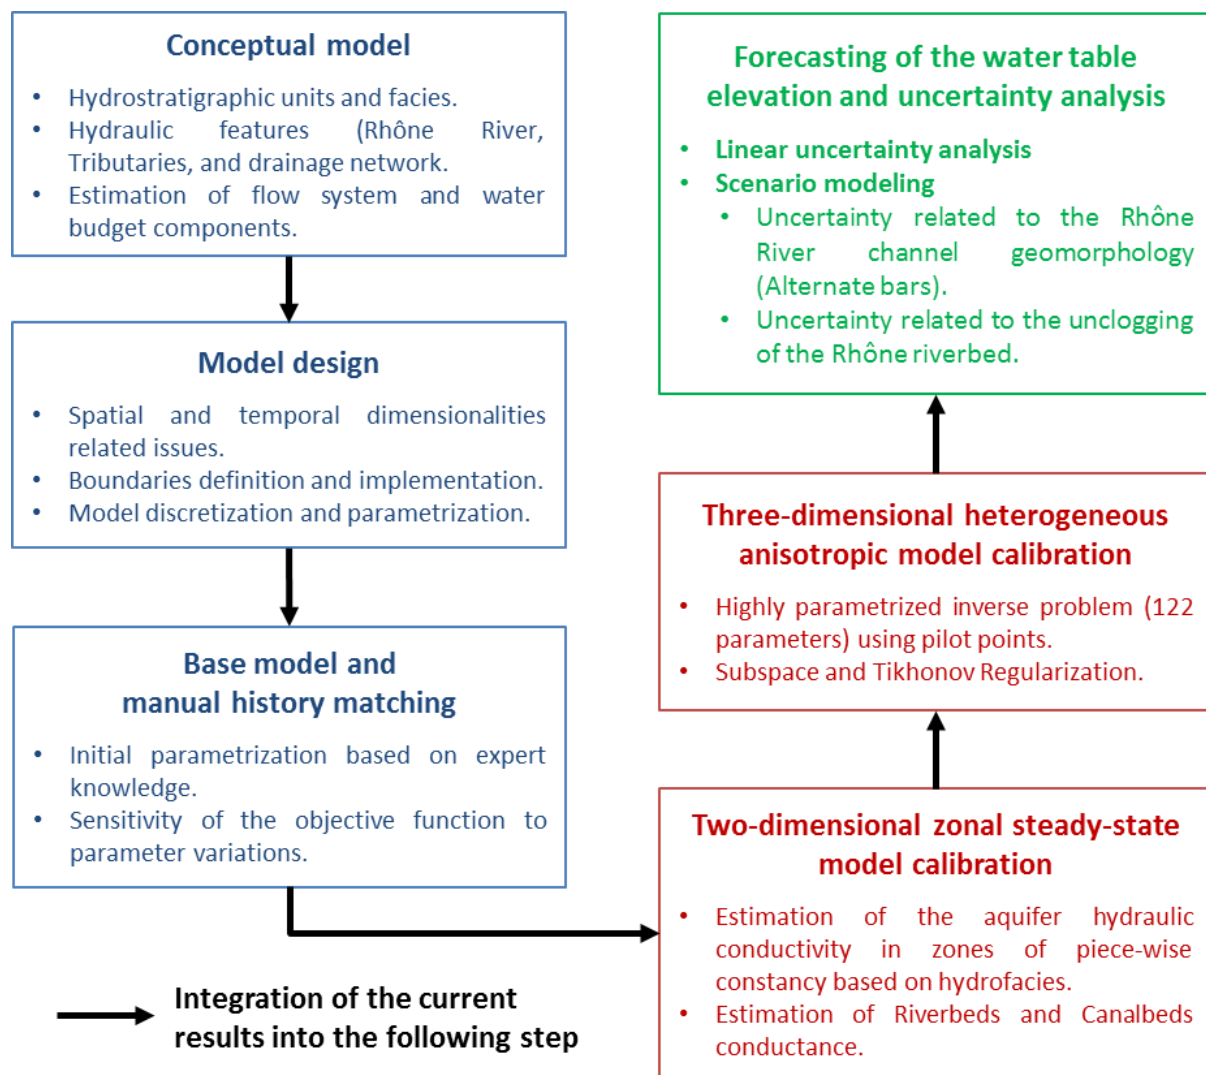 Conceptual model
• Hydrostratigraphic units and facies.
• Hydraulic features (Rhône River,
Tributaries, and drainage network.
• Estimation of flow system and water
budget components.
Model design
• Spatial and temporal dimensionalities
related issues.
• Boundaries definition and implementation.
• Model discretization and parametrization.
Base model and
manual history matching
• Initial parametrization based on expert
knowledge.
• Sensitivity of the objective function to
parameter variations.
Integration of the current
results into the following step
Two-dimensional zonal steady-state
model calibration
• Estimation of the aquifer hydraulic
conductivity in zones of piece-wise
constancy based on hydrofacies.
• Estimation of Riverbeds and Canalbeds
conductance.
Three-dimensional heterogeneous
anisotropic model calibration
• Highly parametrized inverse problem (122
parameters) using pilot points.
• Subspace and Tikhonov Regularization.
Forecasting of the water table
elevation and uncertainty analysis
• Linear uncertainty analysis
• Scenario modeling
• Uncertainty related to the Rhône
River channel geomorphology
(Alternate bars).
• Uncertainty related to the unclogging
of the Rhône riverbed.